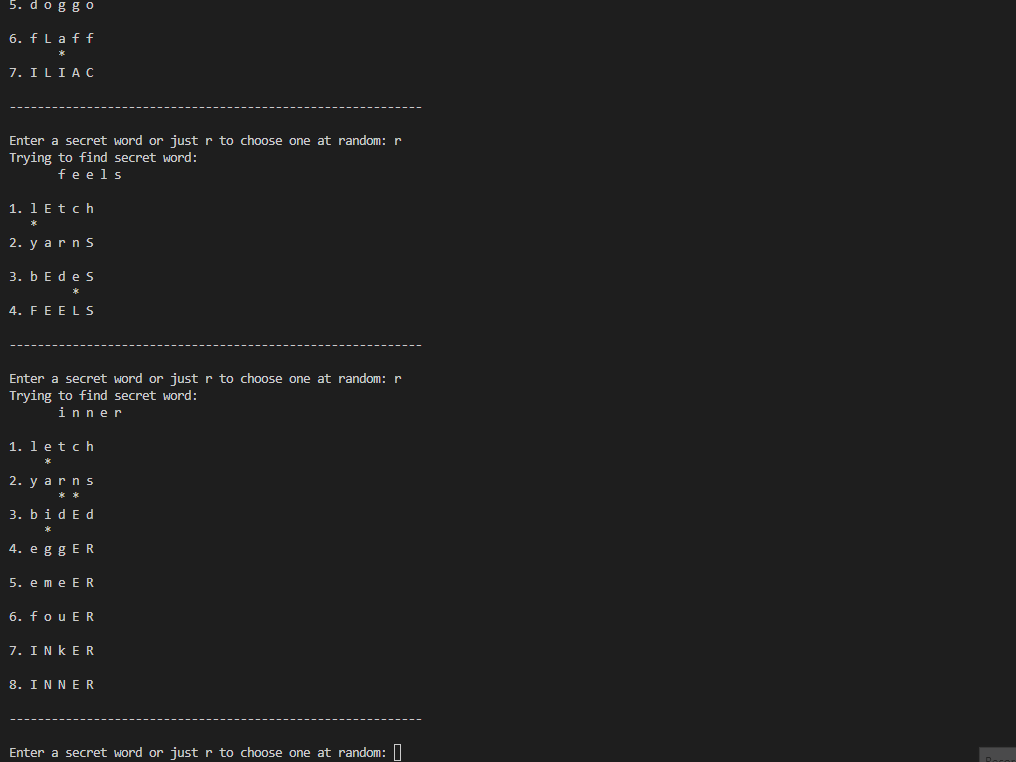 5. d o g g o
6. f L a f f
*
7. I L I A C
-----------------------------------------------------------
Enter a secret word or just r to choose one at random: r
Trying to find secret word:
f e e l s
1. l E t c h
*
2. y a r n S
3. b E d e S
*
4. F E E L S
-----------------------------------------------------------
Enter a secret word or just r to choose one at random: r
Trying to find secret word:
i n n e r
1. l e t c h
*
2. y a r n s
* *
3. b i d E d
*
4. e g g E R
5. e m e E R
6. f o u E R
7. I N k E R
8. I N N E R
-----------------------------------------------------------
Enter a secret word or just r to choose one at random: